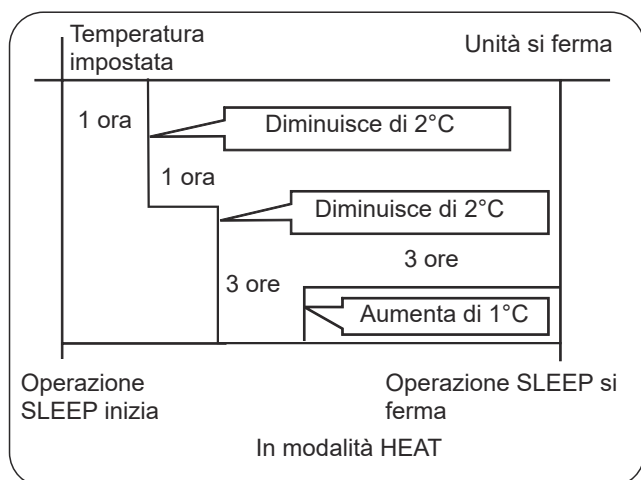 Temperatura
impostata
Unità si ferma
1 ora
Diminuisce di 2°C
1 ora
Diminuisce di 2°C
3 ore
3 ore
Aumenta di 1°C
Operazione
SLEEP inizia
Operazione SLEEP si
ferma
In modalità HEAT